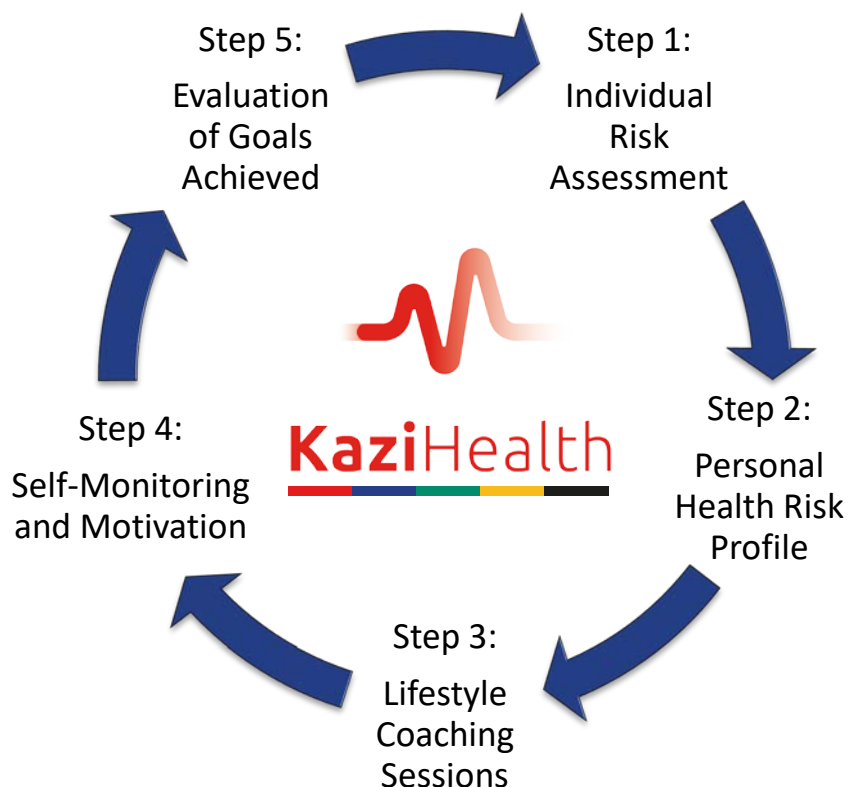 Step 1:
Individual
Risk
Assessment
Step 2:
Personal
Health Risk
Profile
Step 3:
Lifestyle
Coaching
Sessions
Step 4:
Self-Monitoring
and Motivation
Step 5:
Evaluation
of Goals
Achieved
KaziHealth